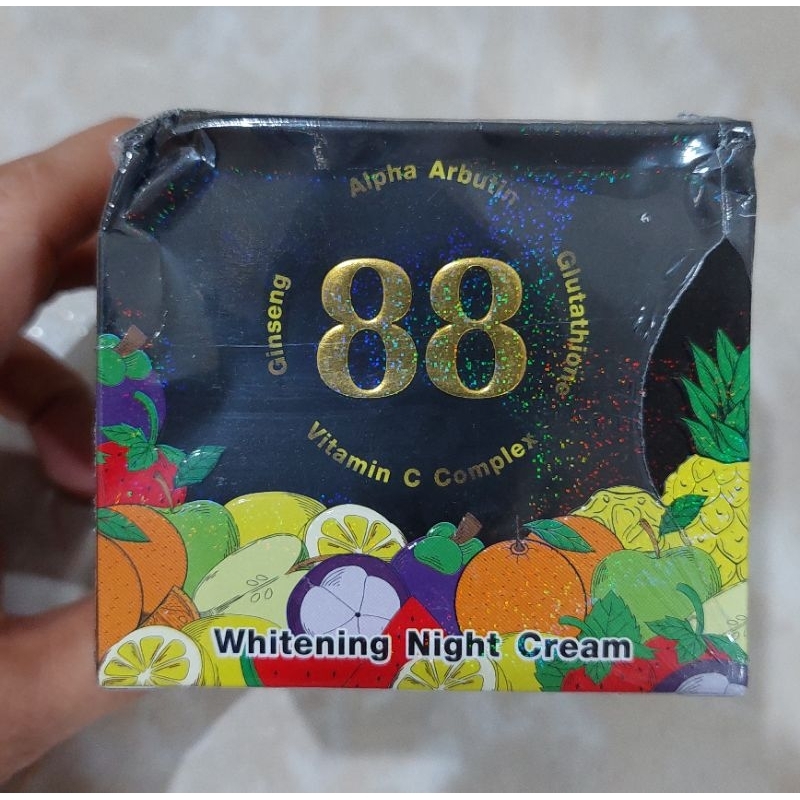 Alpha Arbutin
Ginseng
88
Glutathione
Vitamin C Complex
Whitening Night Cream